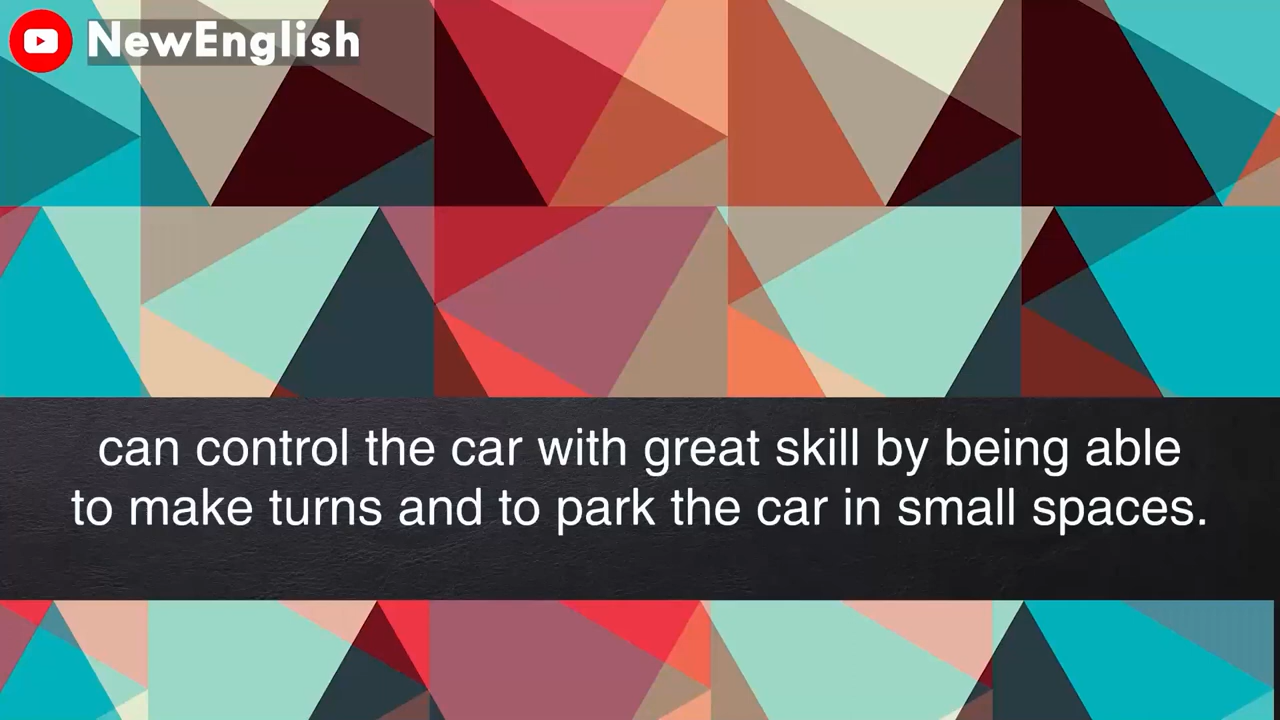 NewEnglish
can control the car with great skill by being able
to make turns and to park the car in small spaces.